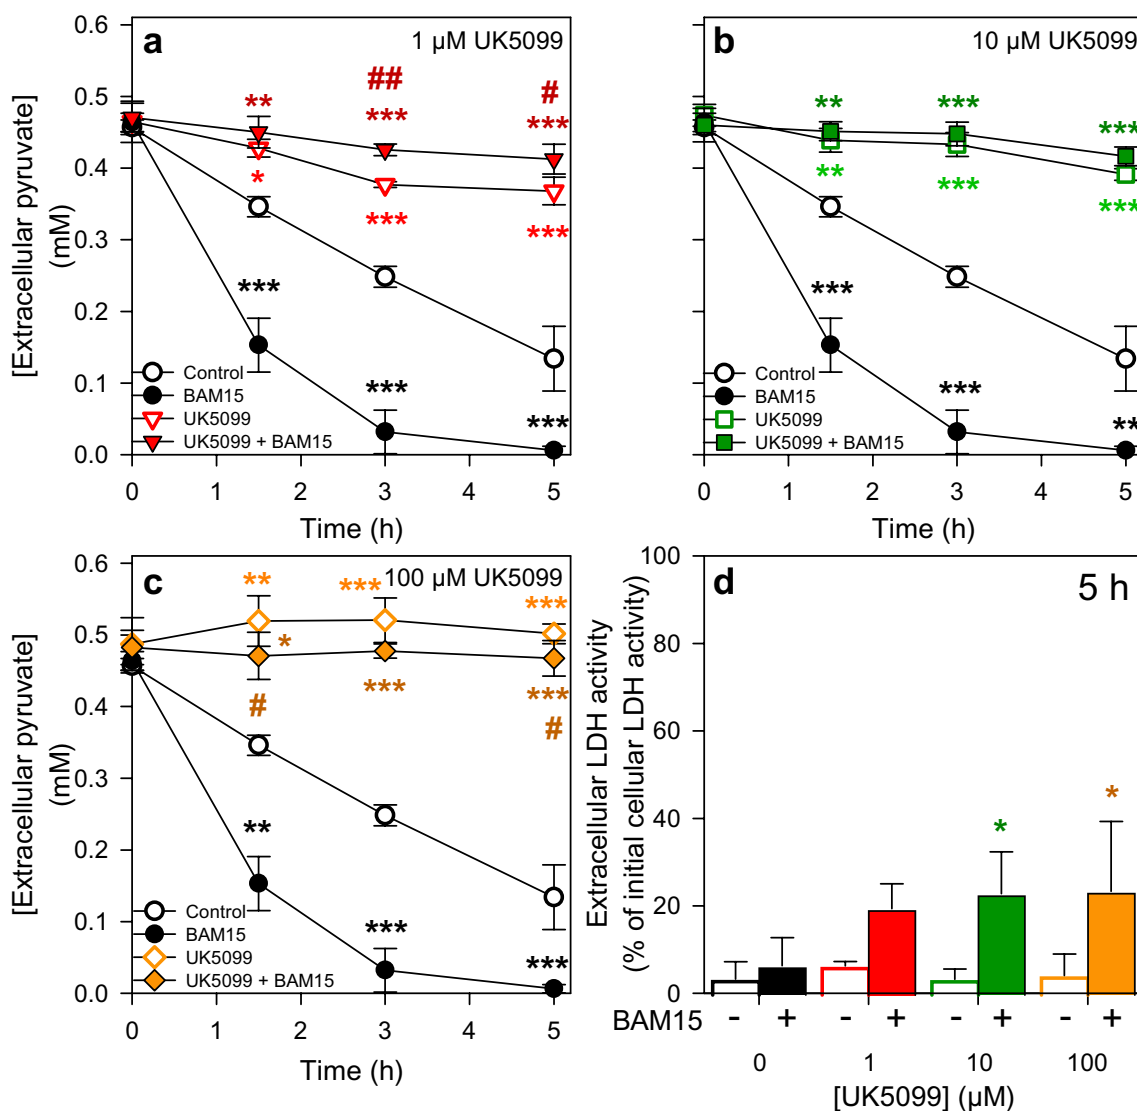 a
1 µM UK5099
[Extracellular pyruvate]
(mM)
0.6
0.5
0.4
0.3
0.2
0.1
0.0
** ## *** # ***
* *** ***
*** *** ***
Control
BAM15
UK5099
UK5099 + BAM15
0 1 2 3 4 5
Time (h)
b
10 µM UK5099
** *** ***
** *** ***
*** *** **
Control
BAM15
UK5099
UK5099 + BAM15
0 1 2 3 4 5
Time (h)
c
100 µM UK5099
[Extracellular pyruvate]
(mM)
0.6
0.5
0.4
0.3
0.2
0.1
0.0
** *** ***
* *** ***
# #
** *** ***
Control
BAM15
UK5099
UK5099 + BAM15
0 1 2 3 4 5
Time (h)
d
5 h
Extracellular LDH activity
(% of initial cellular LDH activity)
100
80
60
40
20
0
* *
BAM15 - + - + - + - +
0 1 10 100
[UK5099] (µM)